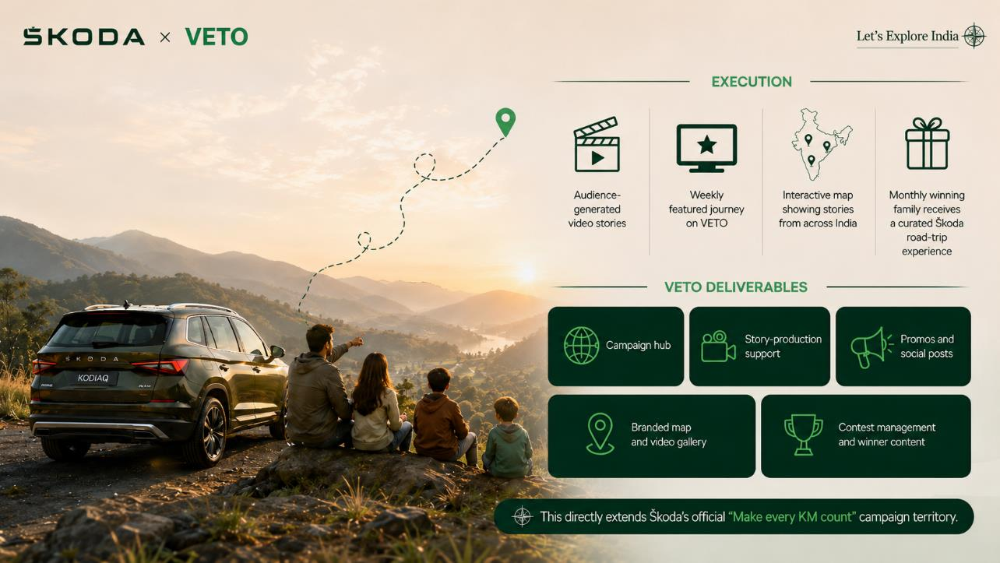 ŠKODA × VETO
Let's Explore India
EXECUTION
Audience-
generated
video stories
Weekly
featured journey
on VETO
Interactive map
showing stories
from across India
Monthly winning
family receives
a curated Škoda
road-trip
experience
VETO DELIVERABLES
Campaign hub
Story-production
support
Promos and
social posts
Branded map
and video gallery
Contest management
and winner content
This directly extends Škoda's official “Make every KM count” campaign territory.
ŠKODA
KODIAQ